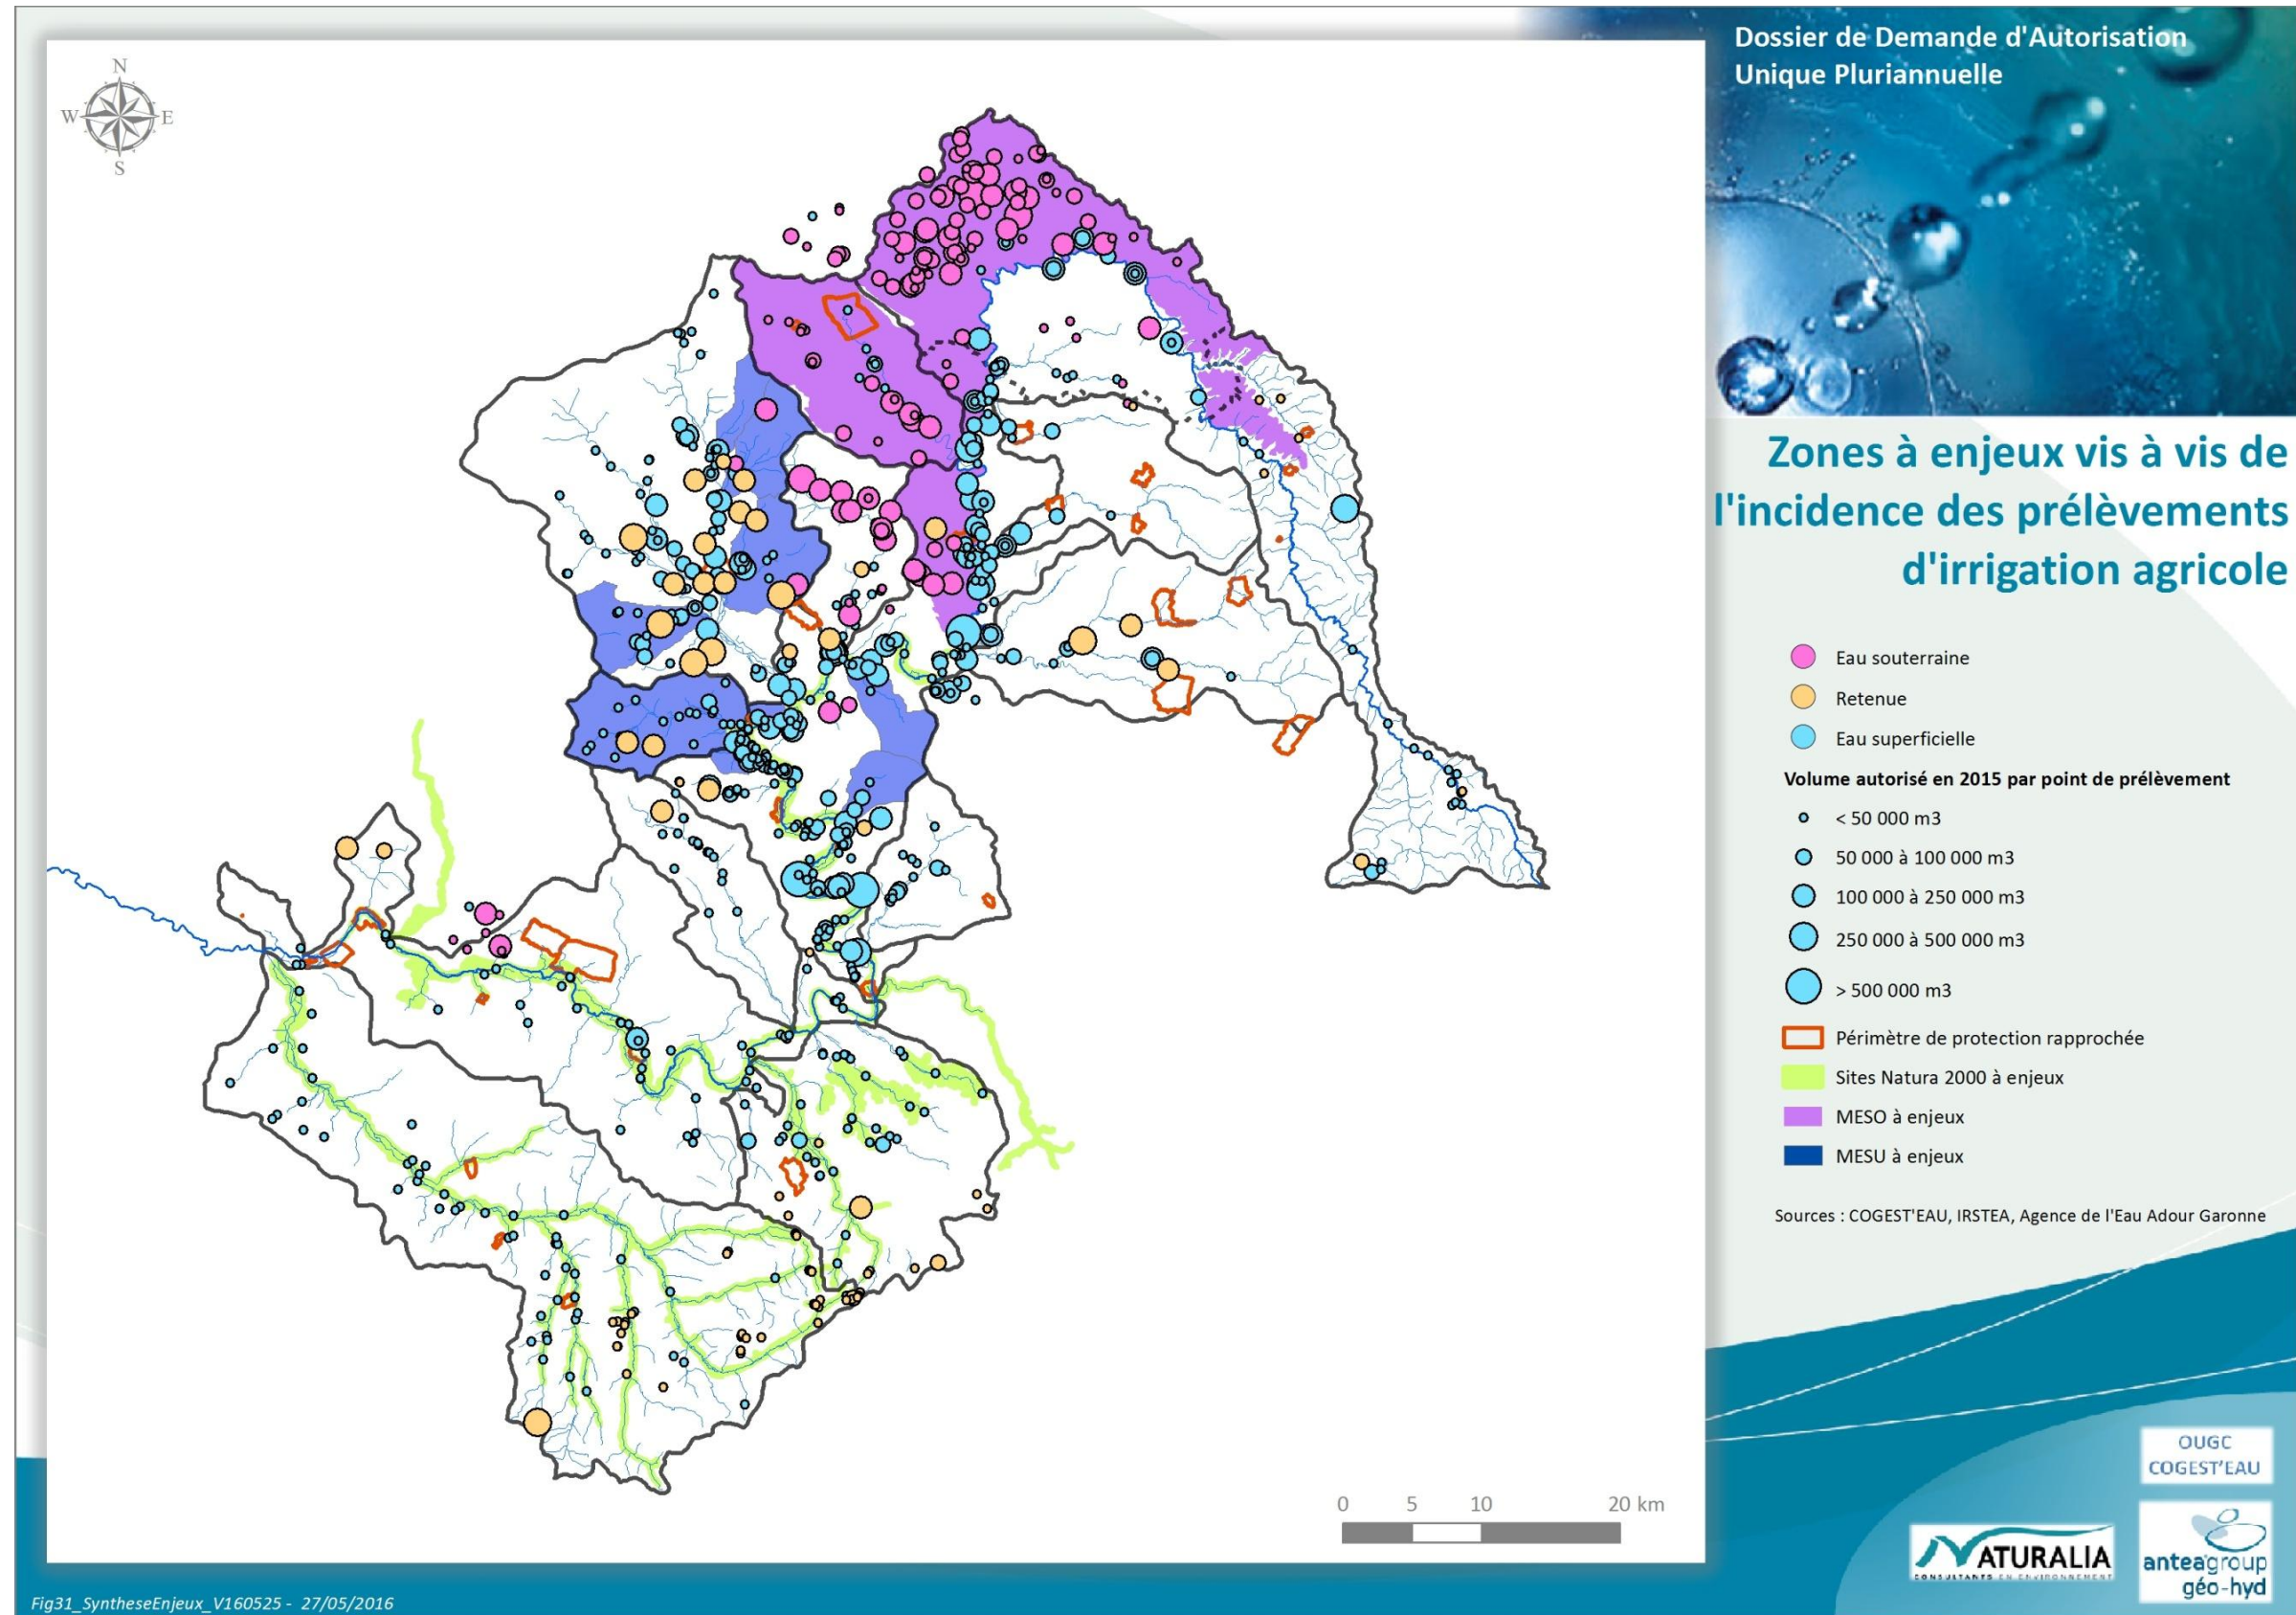 Dossier de Demande d'Autorisation
Unique Pluriannuelle
N
W
E
S
Zones à enjeux vis à vis de
l'incidence des prélèvements
d'irrigation agricole
Eau souterraine
Retenue
Eau superficielle
Volume autorisé en 2015 par point de prélèvement
< 50 000 m3
50 000 à 100 000 m3
100 000 à 250 000 m3
250 000 à 500 000 m3
> 500 000 m3
Périmètre de protection rapprochée
Sites Natura 2000 à enjeux
MESO à enjeux
MESU à enjeux
Sources : COGEST'EAU, IRSTEA, Agence de l'Eau Adour Garonne
0 5 10 20 km
OUGC
COGEST'EAU
NATURALIA
CONSULTANTS EN ENVIRONNEMENT
anteagroup
géo-hyd
Fig31_SyntheseEnjeux_V160525 - 27/05/2016